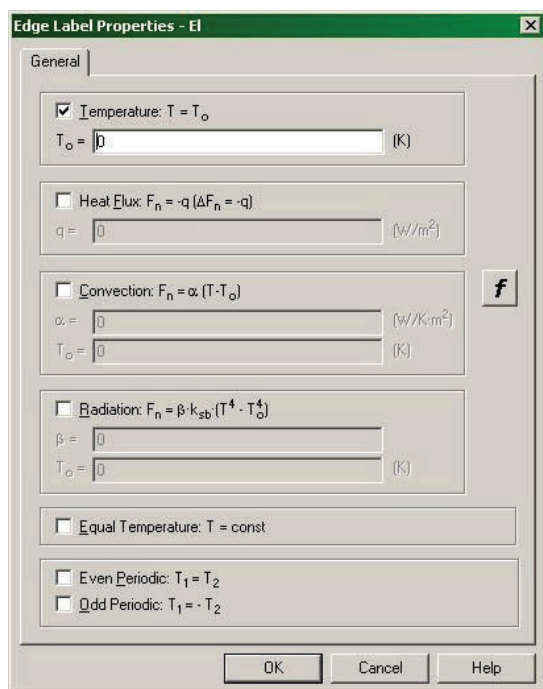 Edge Label Properties - El
General
Temperature: T = To
To = 0 (K)
Heat Flux: Fn = -q (ΔFn = -q)
q = 0 (W/m²)
Convection: Fn = α (T-To)
α = 0 (W/K·m²)
To = 0 (K)
f
Radiation: Fn = β·ksb·(T⁴ - To⁴)
β = 0
To = 0 (K)
Equal Temperature: T = const
Even Periodic: T1 = T2
Odd Periodic: T1 = - T2
OK Cancel Help